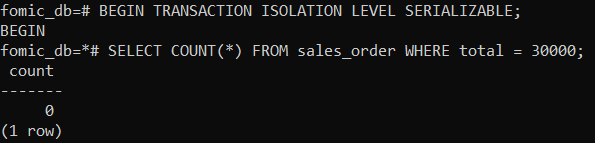 fomic_db=# BEGIN TRANSACTION ISOLATION LEVEL SERIALIZABLE;
BEGIN
fomic_db=*# SELECT COUNT(*) FROM sales_order WHERE total = 30000;
 count
-------
     0
(1 row)